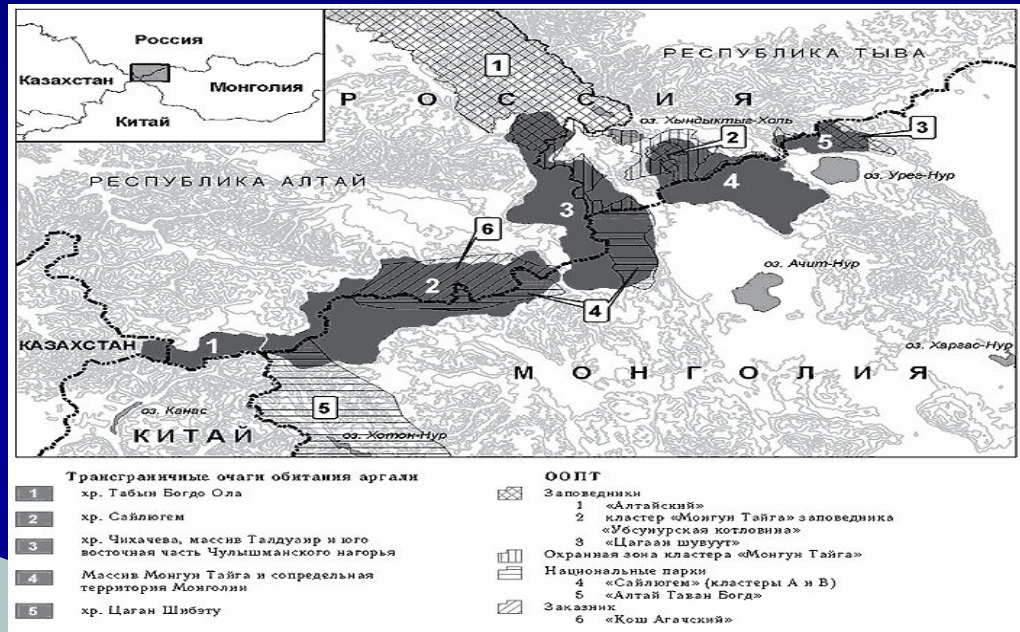 Россия
Казахстан
Монголия
Китай
РЕСПУБЛИКА ТЫВА
РОССИЯ
1
оз. Хындыктыг-Холь
2
3
5
оз. Урег-Нур
4
РЕСПУБЛИКА АЛТАЙ
3
6
2
оз. Ачит-Нур
4
КАЗАХСТАН
1
оз. Харгас-Нур
МОНГОЛИЯ
5
оз. Канас
КИТАЙ
оз. Хотон-Нур
Трансграничные очаги обитания аргали
1 хр. Табын Богдо Ола
2 хр. Сайлюгем
3 хр. Чихачева, массив Талдуаир и юго
восточная часть Чулышманского нагорья
4 Массив Монгун Тайга и сопредельная
территория Монголии
5 хр. Цаган Шибэту
ООПТ
Заповедники
1 «Алтайский»
2 кластер «Монгун Тайга» заповедника
«Убсунурская котловина»
3 «Цагаан шувуут»
Охранная зона кластера «Монгун Тайга»
Национальные парки
4 «Сайлюгем» (кластеры А и В)
5 «Алтай Таван Богд»
Заказник
6 «Кош Агачский»